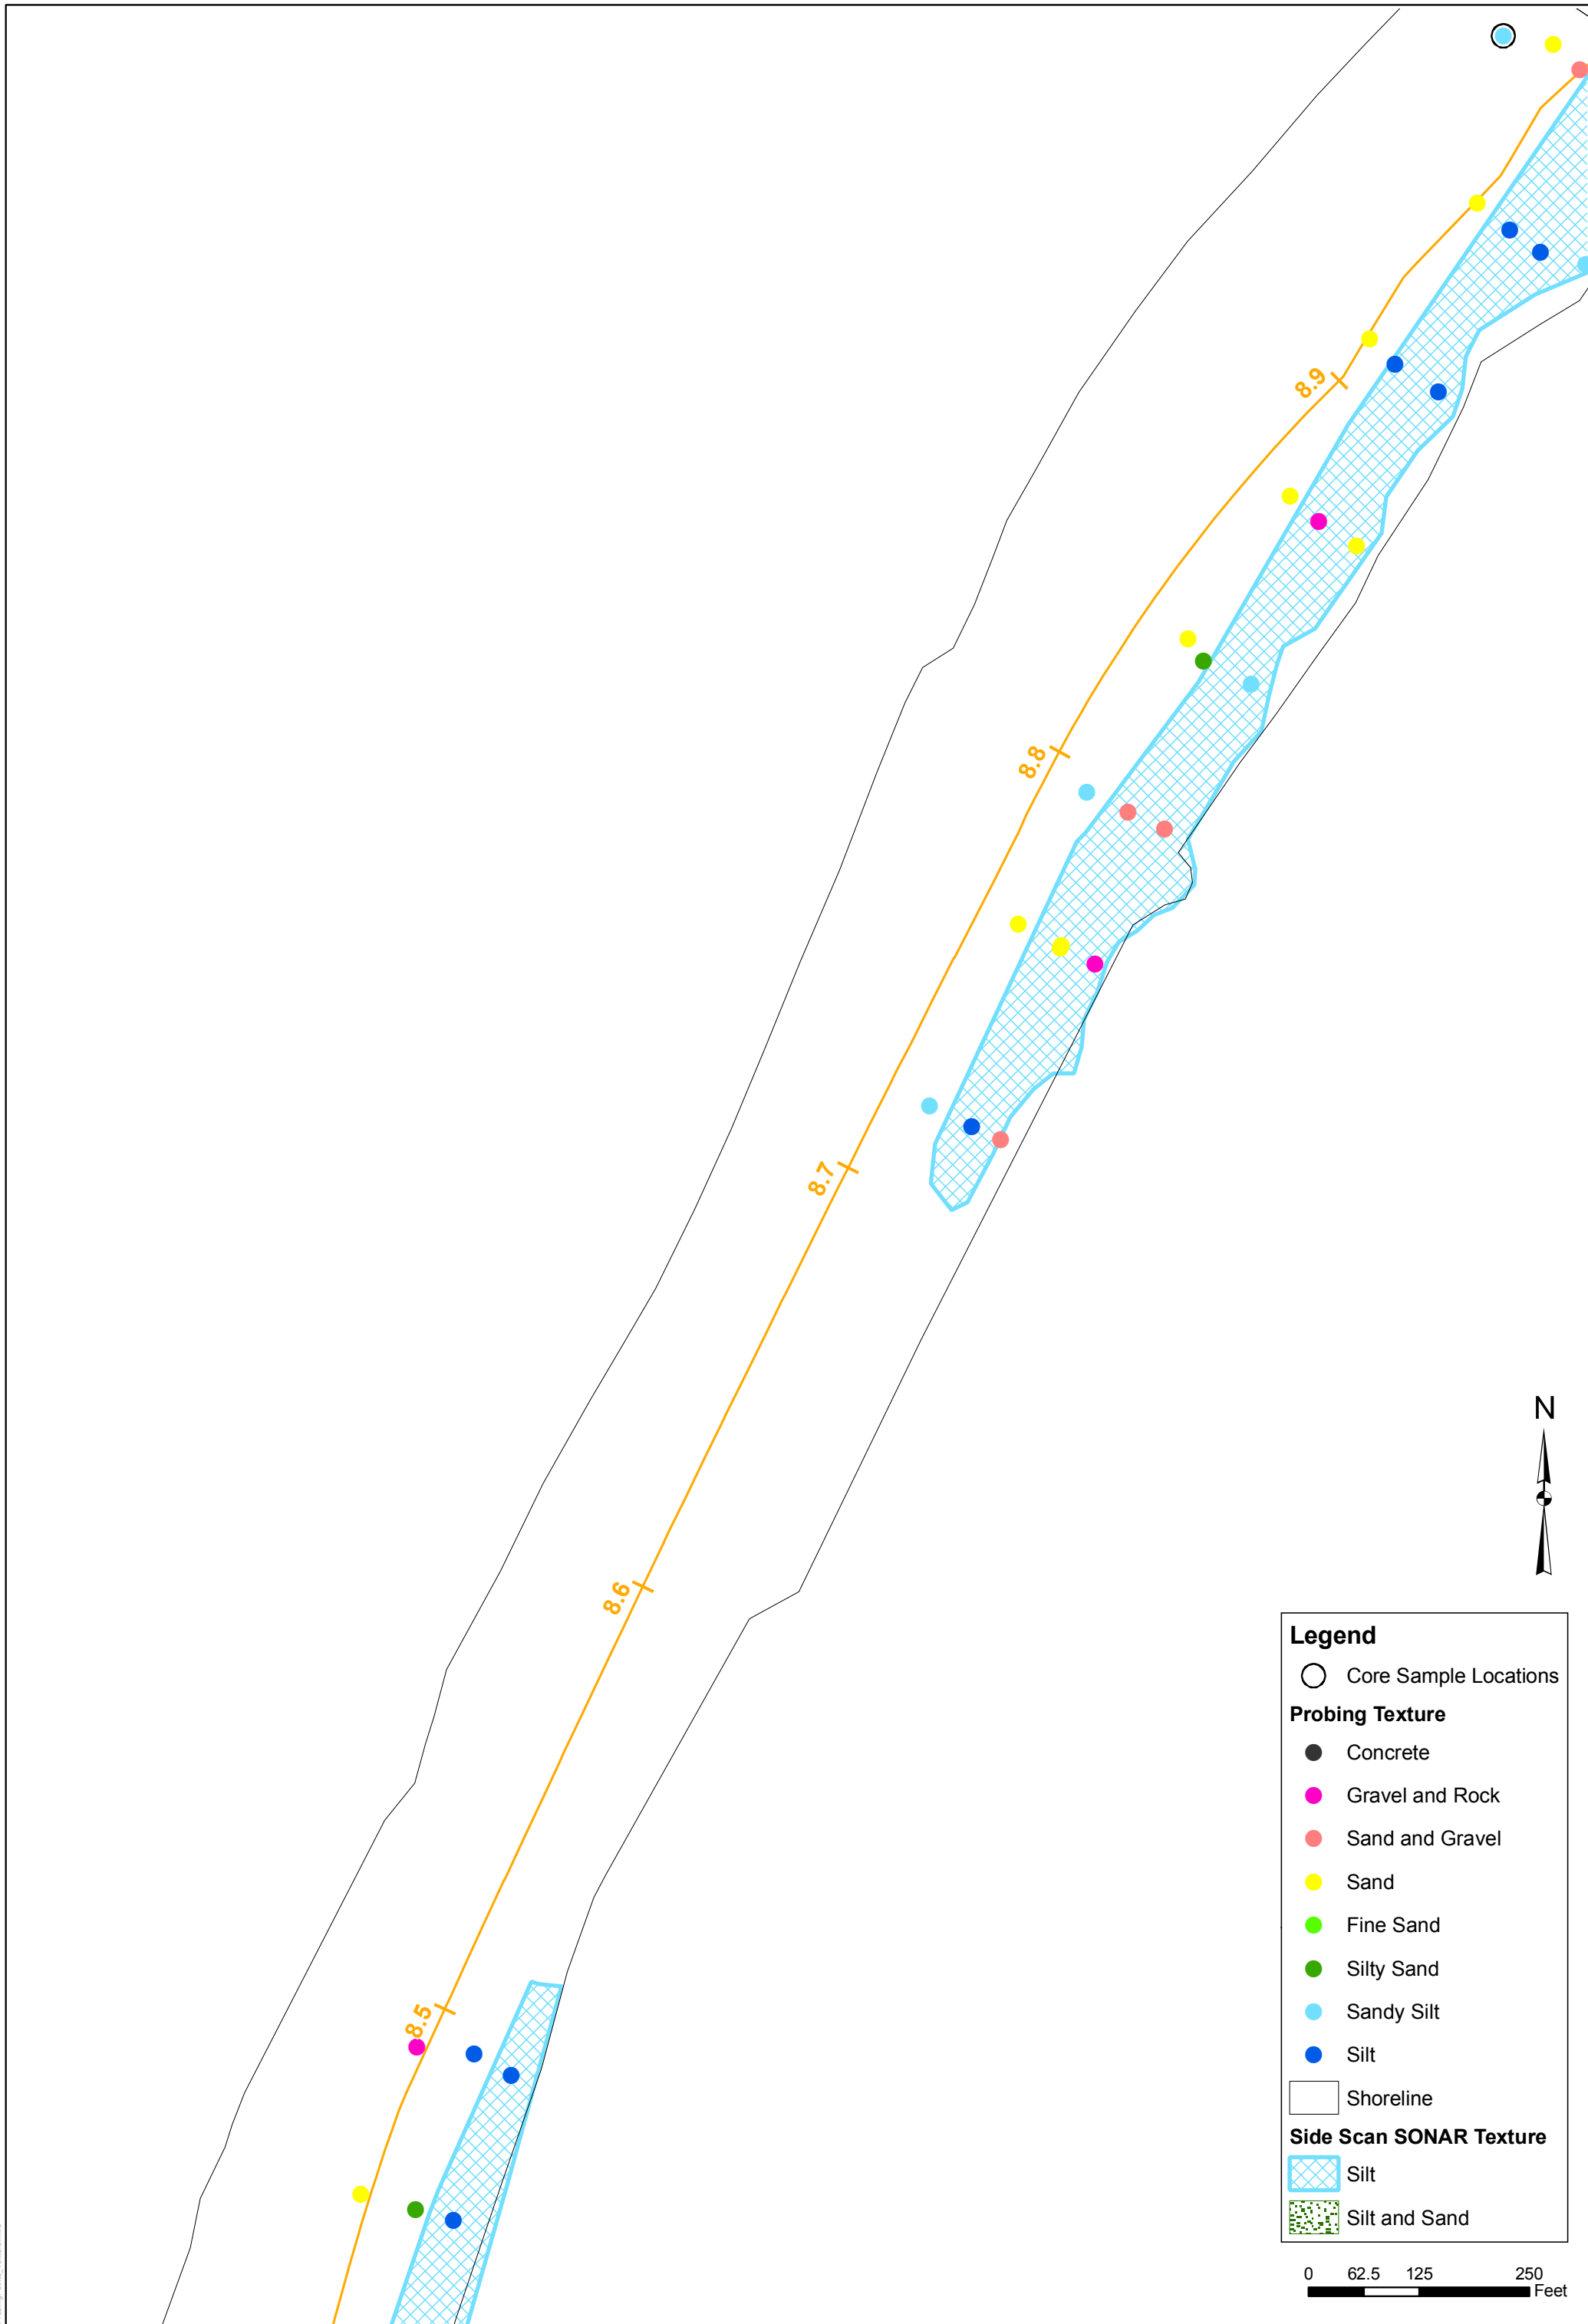 8.9
8.8
8.7
8.6
8.5
N
Legend
Core Sample Locations
Probing Texture
Concrete
Gravel and Rock
Sand and Gravel
Sand
Fine Sand
Silty Sand
Sandy Silt
Silt
Shoreline
Side Scan SONAR Texture
Silt
Silt and Sand
0 62.5 125 250
Feet